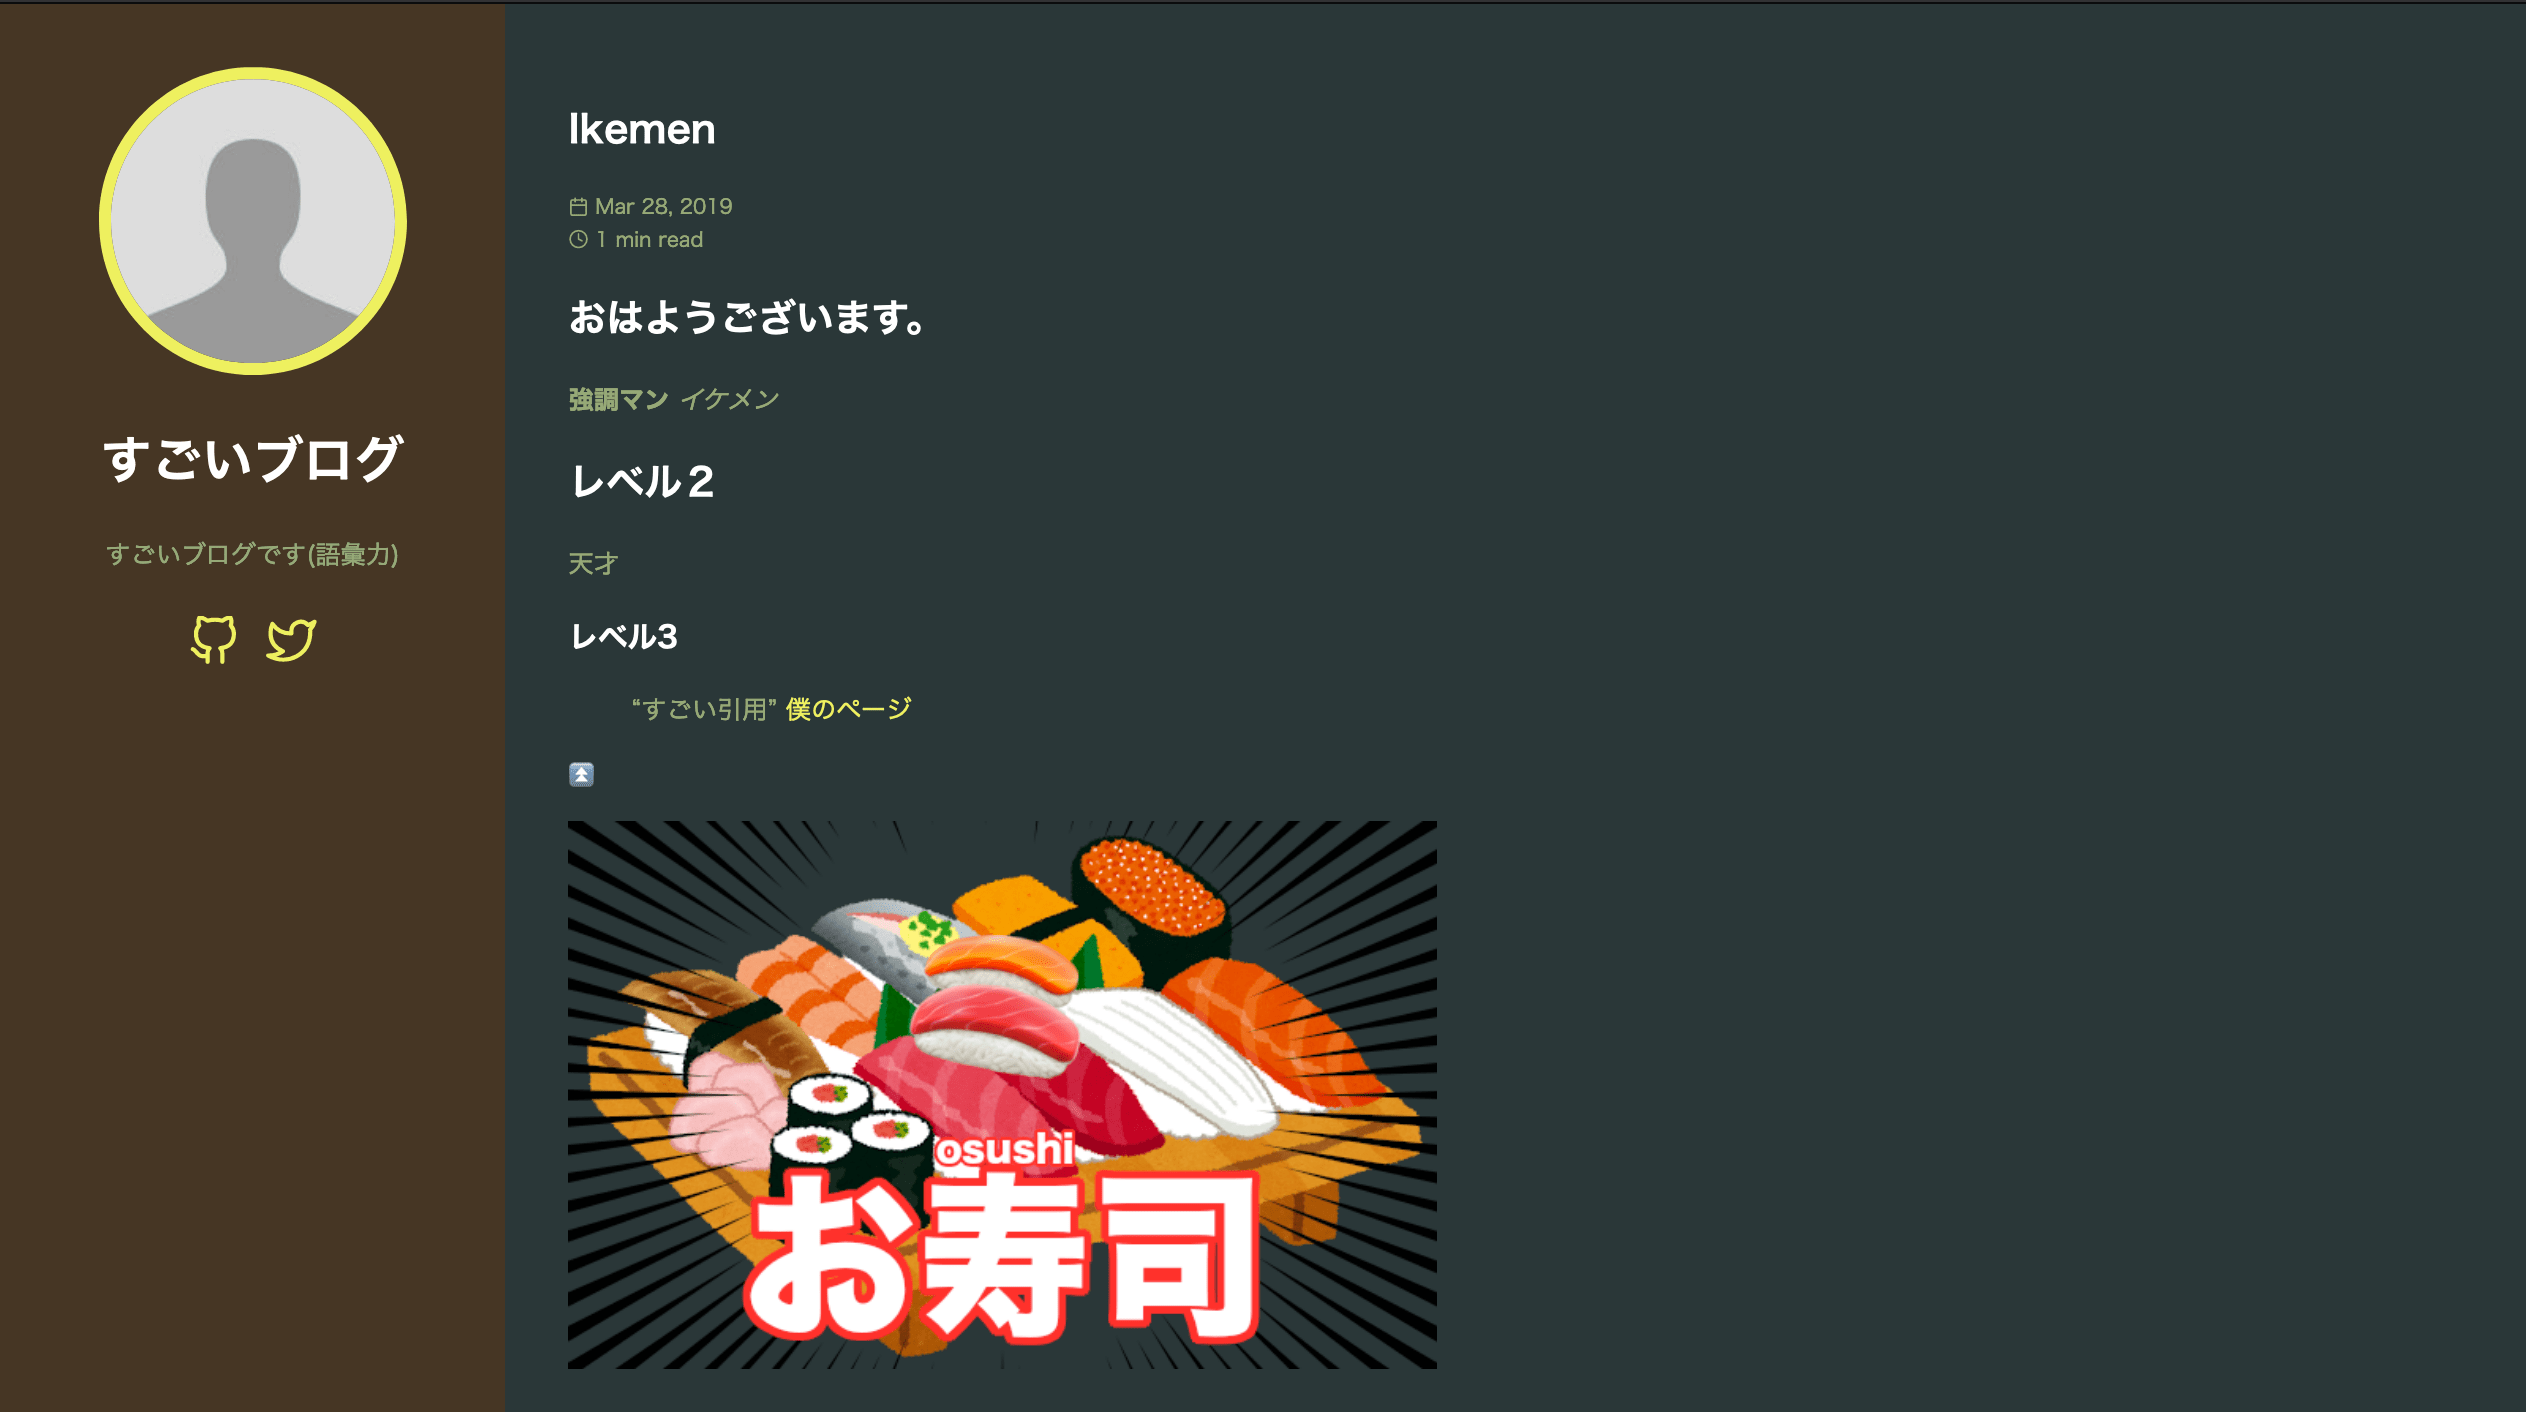 すごいブログ
すごいブログです(語彙力)
Ikemen
Mar 28, 2019
1 min read
おはようございます。
強調マン イケメン
レベル２
天才
レベル3
“すごい引用” 僕のページ
osushi
お寿司